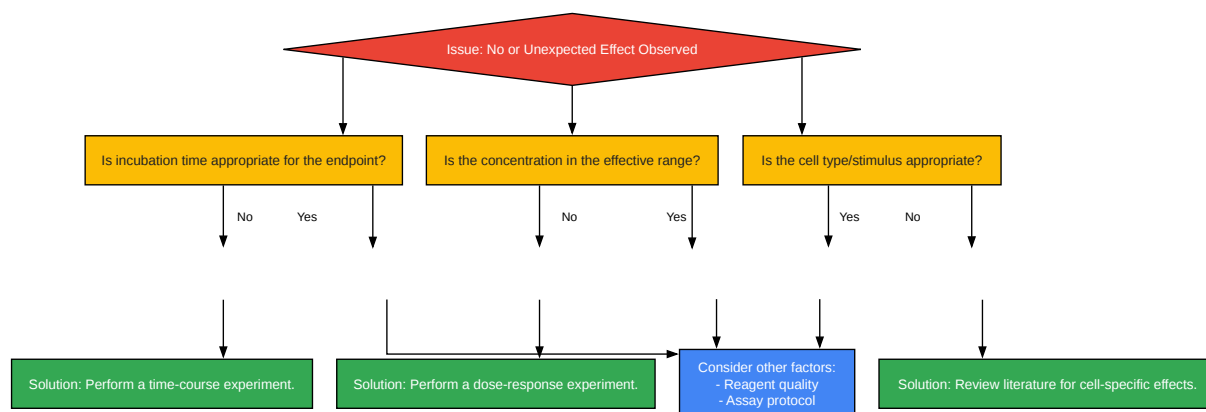 Issue: No or Unexpected Effect Observed
Is incubation time appropriate for the endpoint?
Is the concentration in the effective range?
Is the cell type/stimulus appropriate?
No
Yes
No
Yes
Yes
No
Solution: Perform a time-course experiment.
Solution: Perform a dose-response experiment.
Consider other factors:
- Reagent quality
- Assay protocol
Solution: Review literature for cell-specific effects.